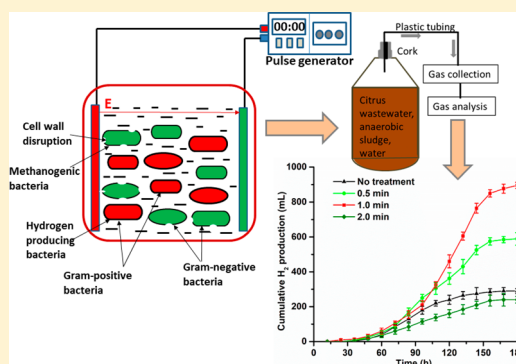 00:00
Pulse generator
E
Cell wall
disruption
Methanogenic
bacteria
Hydrogen
producing
bacteria
Gram-positive
bacteria
Gram-negative
bacteria
Plastic tubing
Cork
Gas collection
Gas analysis
Citrus
wastewater,
anaerobic
sludge,
water
Cumulative H2 production (mL)
1000
800
600
400
200
0
No treatment
0.5 min
1.0 min
2.0 min
0 30 60 90 120 150 180
Time (h)